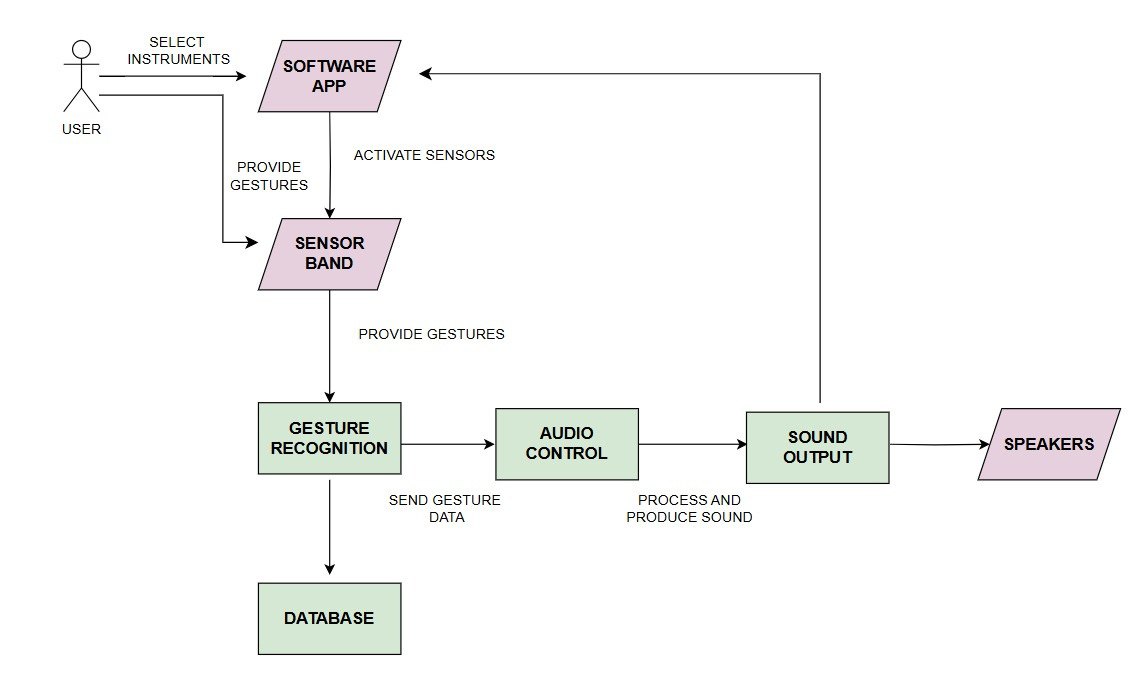 SELECT
INSTRUMENTS
SOFTWARE
APP
USER
ACTIVATE SENSORS
PROVIDE
GESTURES
SENSOR
BAND
PROVIDE GESTURES
GESTURE
RECOGNITION
AUDIO
CONTROL
SOUND
OUTPUT
SPEAKERS
SEND GESTURE
DATA
PROCESS AND
PRODUCE SOUND
DATABASE